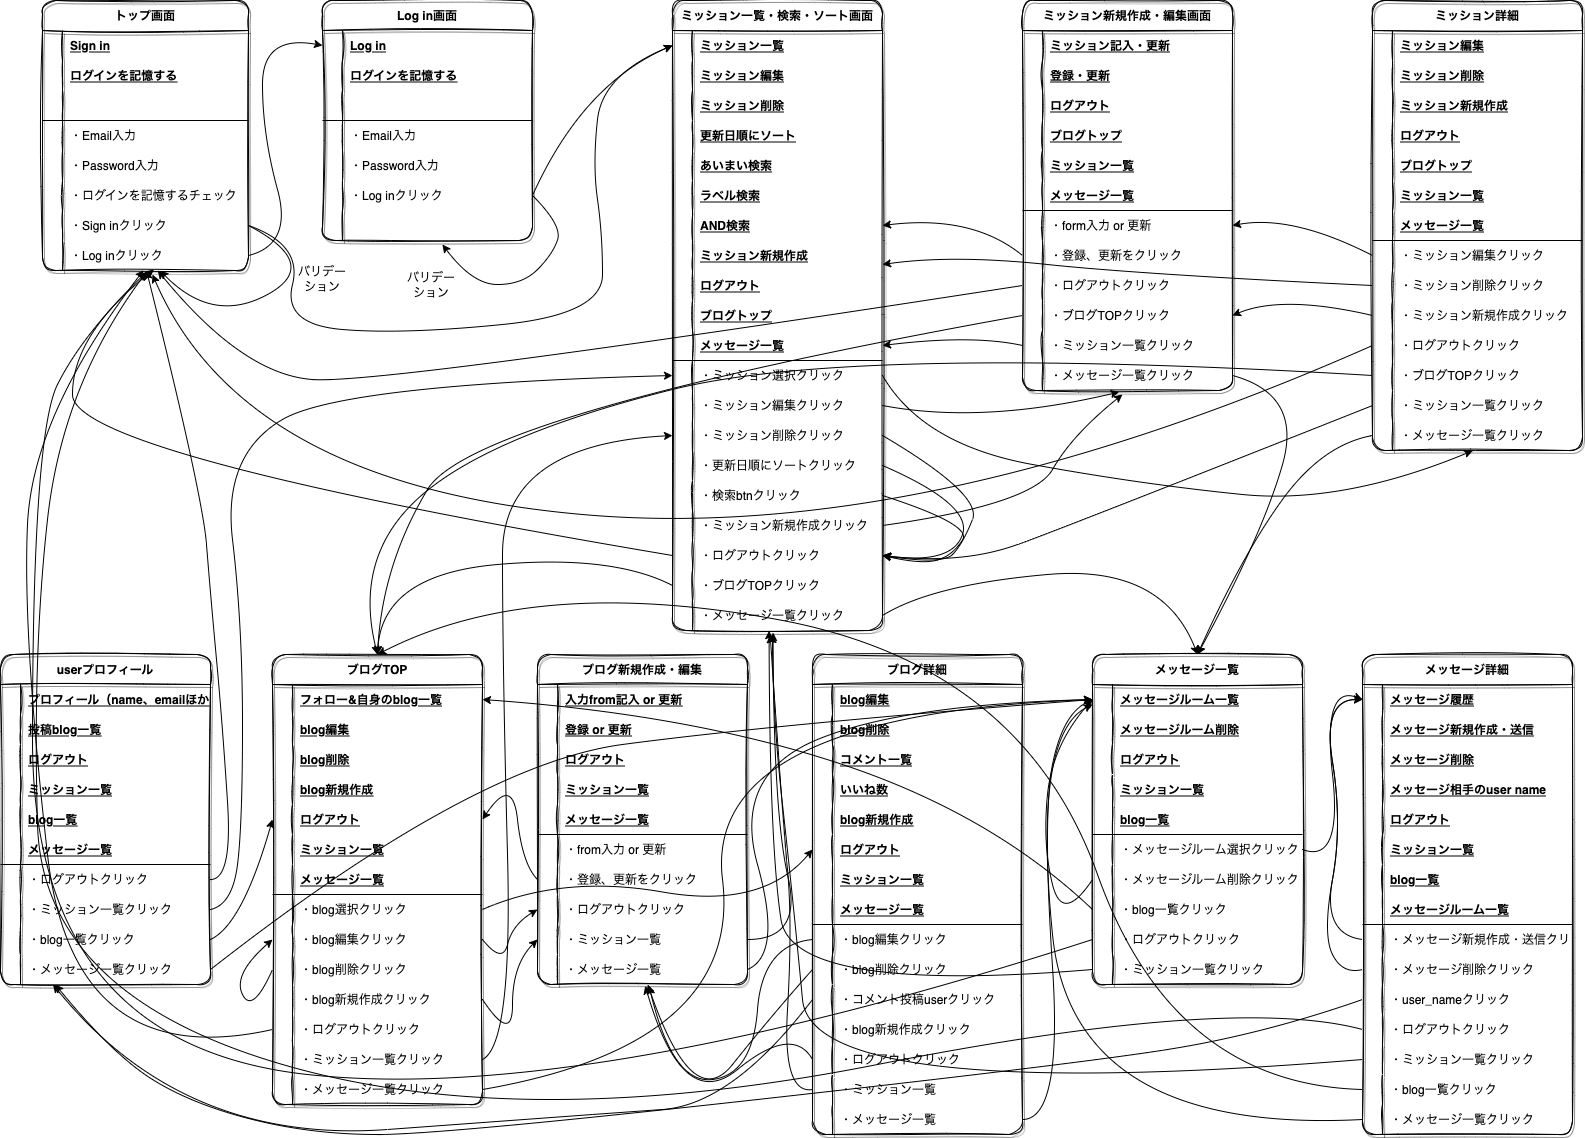 トップ画面
Sign in
ログインを記憶する
・Email入力
・Password入力
・ログインを記憶するチェック
・Sign inクリック
・Log inクリック
バリデー
ション
Log in画面
Log in
ログインを記憶する
・Email入力
・Password入力
・Log inクリック
バリデー
ション
ミッション一覧・検索・ソート画面
ミッション一覧
ミッション編集
ミッション削除
更新日順にソート
あいまい検索
ラベル検索
AND検索
ミッション新規作成
ログアウト
ブログトップ
メッセージ一覧
・ミッション選択クリック
・ミッション編集クリック
・ミッション削除クリック
・更新日順にソートクリック
・検索btnクリック
・ミッション新規作成クリック
・ログアウトクリック
・ブログTOPクリック
・メッセージ一覧クリック
ミッション新規作成・編集画面
ミッション記入・更新
登録・更新
ログアウト
ブログトップ
ミッション一覧
メッセージ一覧
・form入力 or 更新
・登録、更新をクリック
・ログアウトクリック
・ブログTOPクリック
・ミッション一覧クリック
・メッセージ一覧クリック
ミッション詳細
ミッション編集
ミッション削除
ミッション新規作成
ログアウト
ブログトップ
ミッション一覧
メッセージ一覧
・ミッション編集クリック
・ミッション削除クリック
・ミッション新規作成クリック
・ログアウトクリック
・ブログTOPクリック
・ミッション一覧クリック
・メッセージ一覧クリック
userプロフィール
プロフィール（name、emailほか
投稿blog一覧
ログアウト
ミッション一覧
blog一覧
メッセージ一覧
・ログアウトクリック
・ミッション一覧クリック
・blog一覧クリック
・メッセージ一覧クリック
ブログTOP
フォロー&自身のblog一覧
blog編集
blog削除
blog新規作成
ログアウト
ミッション一覧
メッセージ一覧
・blog選択クリック
・blog編集クリック
・blog削除クリック
・blog新規作成クリック
・ログアウトクリック
・ミッション一覧クリック
・メッセージ一覧クリック
ブログ新規作成・編集
入力from記入 or 更新
登録 or 更新
ログアウト
ミッション一覧
メッセージ一覧
・from入力 or 更新
・登録、更新をクリック
・ログアウトクリック
・ミッション一覧
・メッセージ一覧
ブログ詳細
blog編集
blog削除
コメント一覧
いいね数
blog新規作成
ログアウト
ミッション一覧
メッセージ一覧
・blog編集クリック
・blog削除クリック
・コメント投稿userクリック
・blog新規作成クリック
・ログアウトクリック
・ミッション一覧
・メッセージ一覧
メッセージ一覧
メッセージルーム一覧
メッセージルーム削除
ログアウト
ミッション一覧
blog一覧
・メッセージルーム選択クリック
・メッセージルーム削除クリック
・blog一覧クリック
・ログアウトクリック
・ミッション一覧クリック
メッセージ詳細
メッセージ履歴
メッセージ新規作成・送信
メッセージ削除
メッセージ相手のuser name
ログアウト
ミッション一覧
blog一覧
メッセージルーム一覧
・メッセージ新規作成・送信クリ
・メッセージ削除クリック
・user_nameクリック
・ログアウトクリック
・ミッション一覧クリック
・blog一覧クリック
・メッセージ一覧クリック